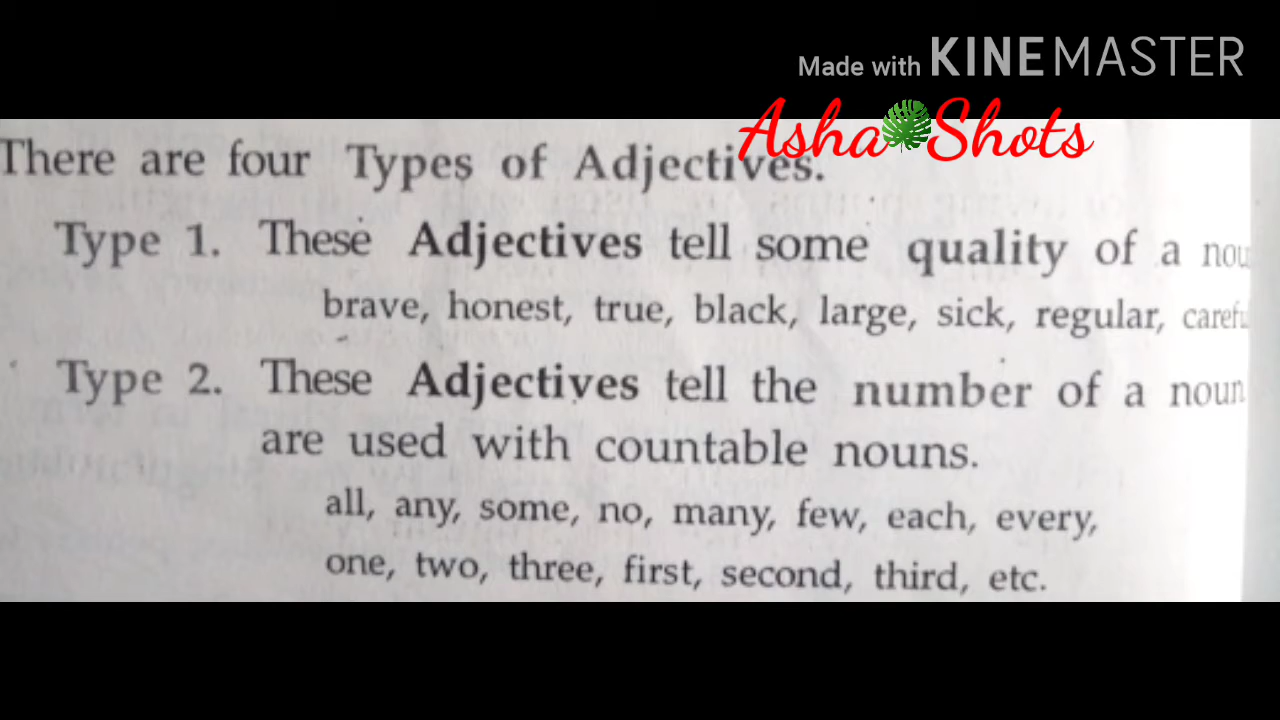 Made with KINEMASTER
Asha Shots
There are four Types of Adjectives.
Type 1. These Adjectives tell some quality of a
brave, honest, true, black, large, sick, regular,
Type 2. These Adjectives tell the number of a noun
are used with countable nouns.
all, any, some, no, many, few, each, every,
one, two, three, first, second, third, etc.